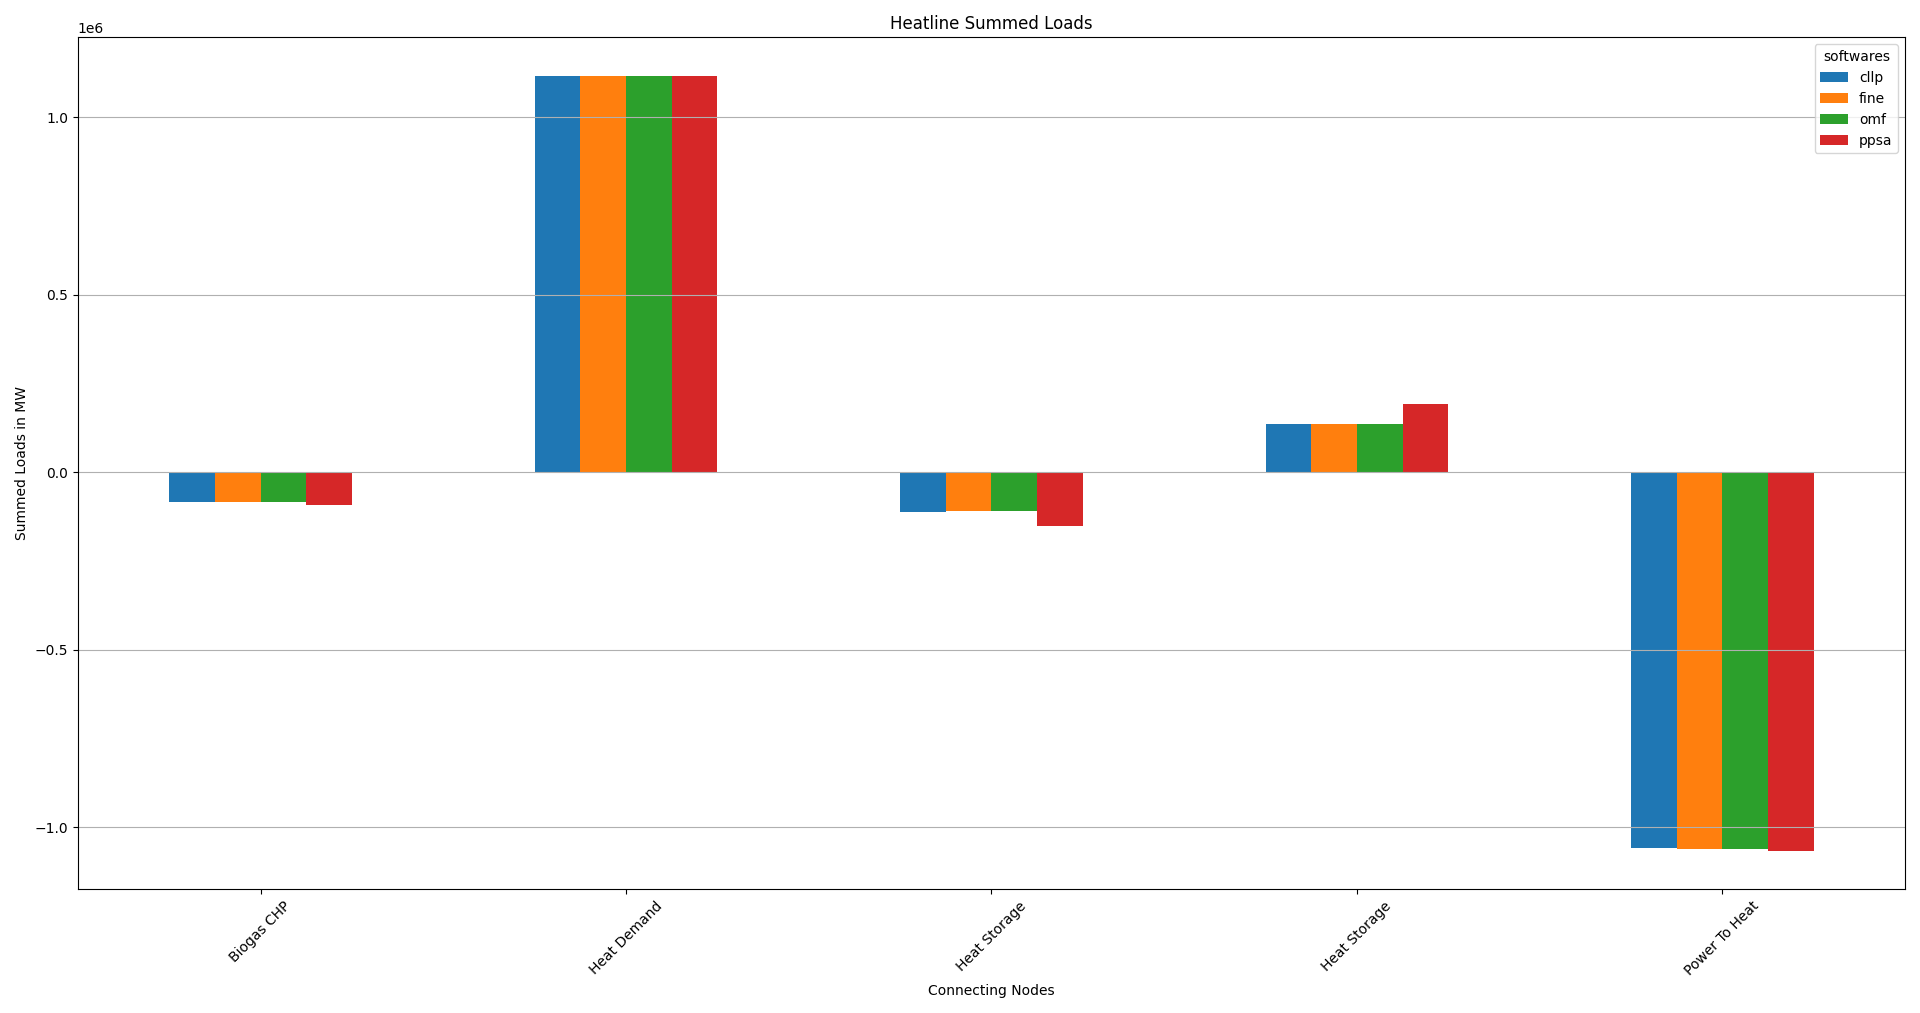 Heatline Summed Loads
1e6
softwares
cllp
fine
omf
ppsa
1.0
0.5
0.0
−0.5
−1.0
Summed Loads in MW
Biogas CHP
Heat Demand
Heat Storage
Heat Storage
Power To Heat
Connecting Nodes